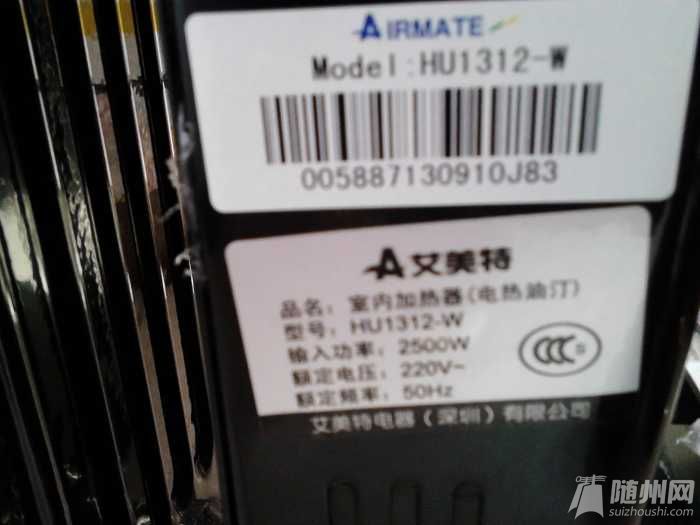 AIRMATE
Model:HU1312-W
005887130910J83
艾美特
品名：室内加热器(电热油汀)
型号：HU1312-W
输入功率：2500W
额定电压：220V~
额定频率：50Hz
CCC S
艾美特电器（深圳）有限公司
随州网
suizhoushi.com